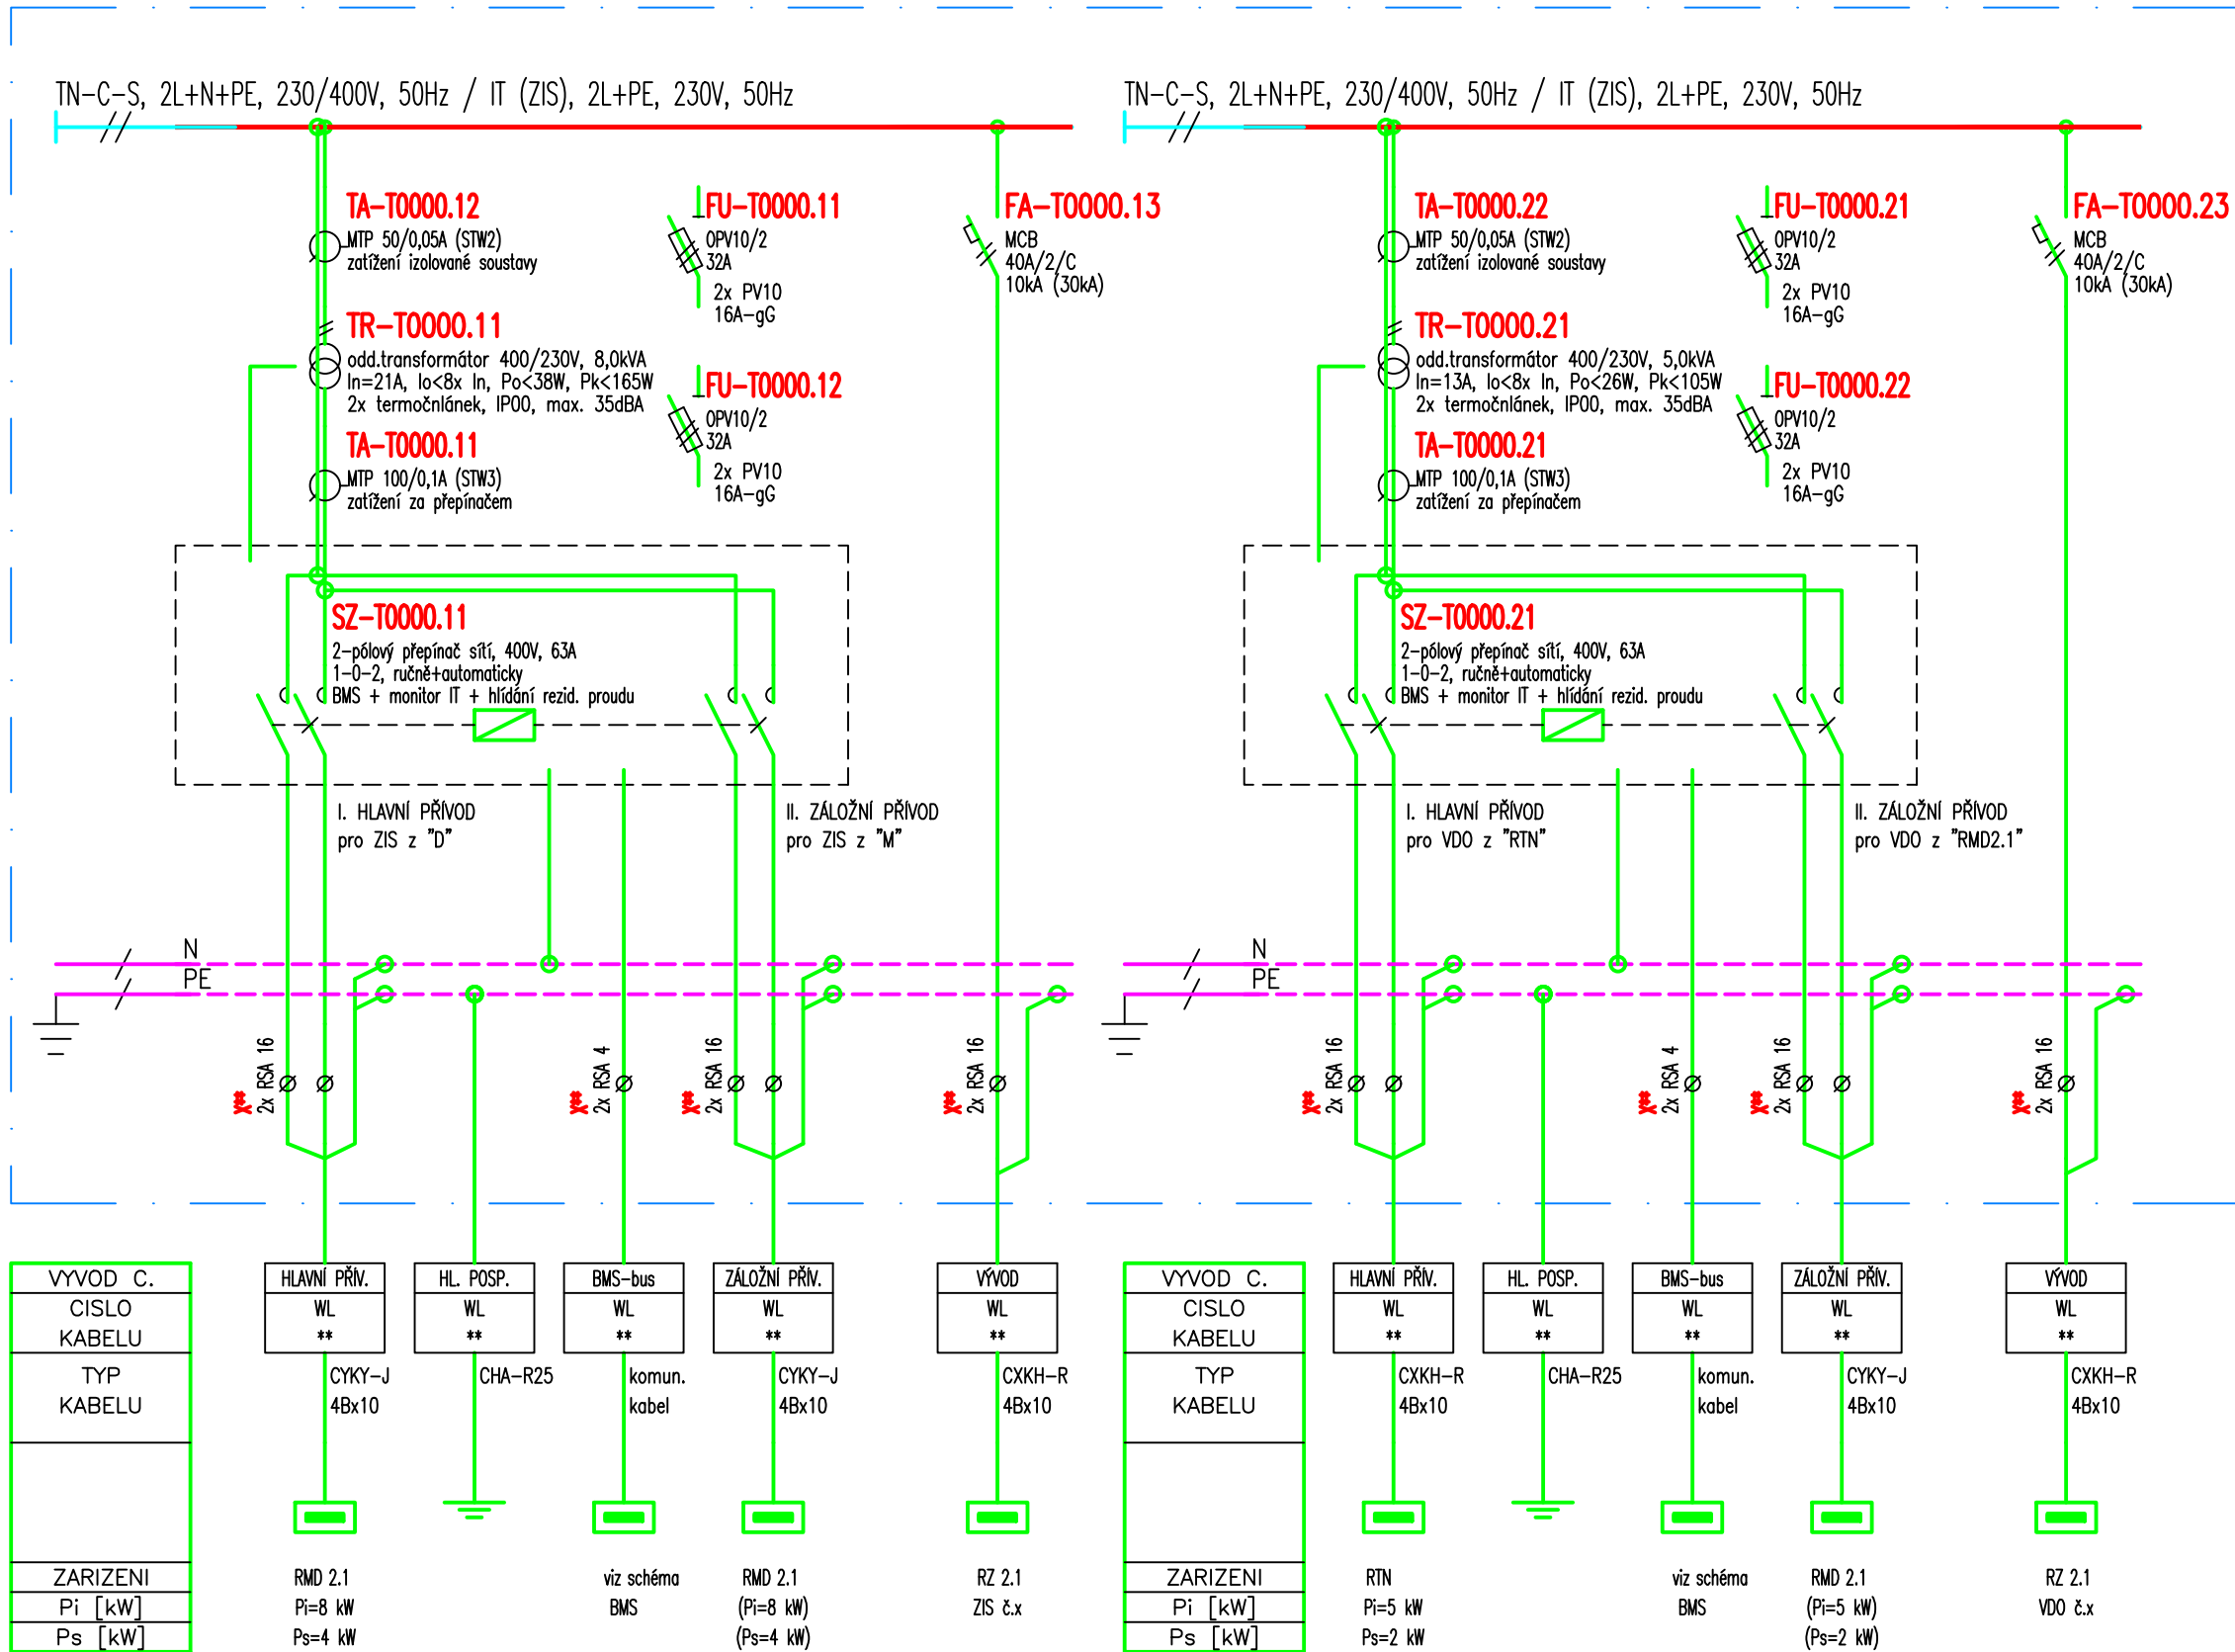 TN-C-S, 2L+N+PE, 230/400V, 50Hz / IT (ZIS), 2L+PE, 230V, 50Hz
TA-T0000.12
MTP 50/0,05A (STW2)
zatížení izolované soustavy
TR-T0000.11
odd.transformátor 400/230V, 8,0kVA
In=21A, Io<8x In, Po<38W, Pk<165W
2x termočnlánek, IP00, max. 35dBA
TA-T0000.11
MTP 100/0,1A (STW3)
zatížení za přepínačem
FU-T0000.11
OPV10/2
32A
2x PV10
16A-gG
FU-T0000.12
OPV10/2
32A
2x PV10
16A-gG
FA-T0000.13
MCB
40A/2/C
10kA (30kA)
SZ-T0000.11
2-pólový přepínač sítí, 400V, 63A
1-0-2, ručně+automaticky
BMS + monitor IT + hlídání rezid. proudu
I. HLAVNÍ PŘÍVOD
pro ZIS z "D"
II. ZÁLOŽNÍ PŘÍVOD
pro ZIS z "M"
N
PE
2x RSA 16
2x RSA 4
2x RSA 16
2x RSA 16
TN-C-S, 2L+N+PE, 230/400V, 50Hz / IT (ZIS), 2L+PE, 230V, 50Hz
TA-T0000.22
MTP 50/0,05A (STW2)
zatížení izolované soustavy
TR-T0000.21
odd.transformátor 400/230V, 5,0kVA
In=13A, Io<8x In, Po<26W, Pk<105W
2x termočnlánek, IP00, max. 35dBA
TA-T0000.21
MTP 100/0,1A (STW3)
zatížení za přepínačem
FU-T0000.21
OPV10/2
32A
2x PV10
16A-gG
FU-T0000.22
OPV10/2
32A
2x PV10
16A-gG
FA-T0000.23
MCB
40A/2/C
10kA (30kA)
SZ-T0000.21
2-pólový přepínač sítí, 400V, 63A
1-0-2, ručně+automaticky
BMS + monitor IT + hlídání rezid. proudu
I. HLAVNÍ PŘÍVOD
pro VDO z "RTN"
II. ZÁLOŽNÍ PŘÍVOD
pro VDO z "RMD2.1"
N
PE
2x RSA 16
2x RSA 4
2x RSA 16
2x RSA 16
VYVOD C.
CISLO
KABELU
TYP
KABELU
ZARIZENI
Pi [kW]
Ps [kW]
HLAVNÍ PŘÍV.
WL
**
CYKY-J
4Bx10
RMD 2.1
Pi=8 kW
Ps=4 kW
HL. POSP.
WL
**
CHA-R25
BMS-bus
WL
**
komun.
kabel
viz schéma
BMS
ZÁLOŽNÍ PŘÍV.
WL
**
CYKY-J
4Bx10
RMD 2.1
(Pi=8 kW)
(Ps=4 kW)
VÝVOD
WL
**
CXKH-R
4Bx10
RZ 2.1
ZIS č.x
VYVOD C.
CISLO
KABELU
TYP
KABELU
ZARIZENI
Pi [kW]
Ps [kW]
HLAVNÍ PŘÍV.
WL
**
CXKH-R
4Bx10
RTN
Pi=5 kW
Ps=2 kW
HL. POSP.
WL
**
CHA-R25
BMS-bus
WL
**
komun.
kabel
viz schéma
BMS
ZÁLOŽNÍ PŘÍV.
WL
**
CYKY-J
4Bx10
RMD 2.1
(Pi=5 kW)
(Ps=2 kW)
VÝVOD
WL
**
CXKH-R
4Bx10
RZ 2.1
VDO č.x